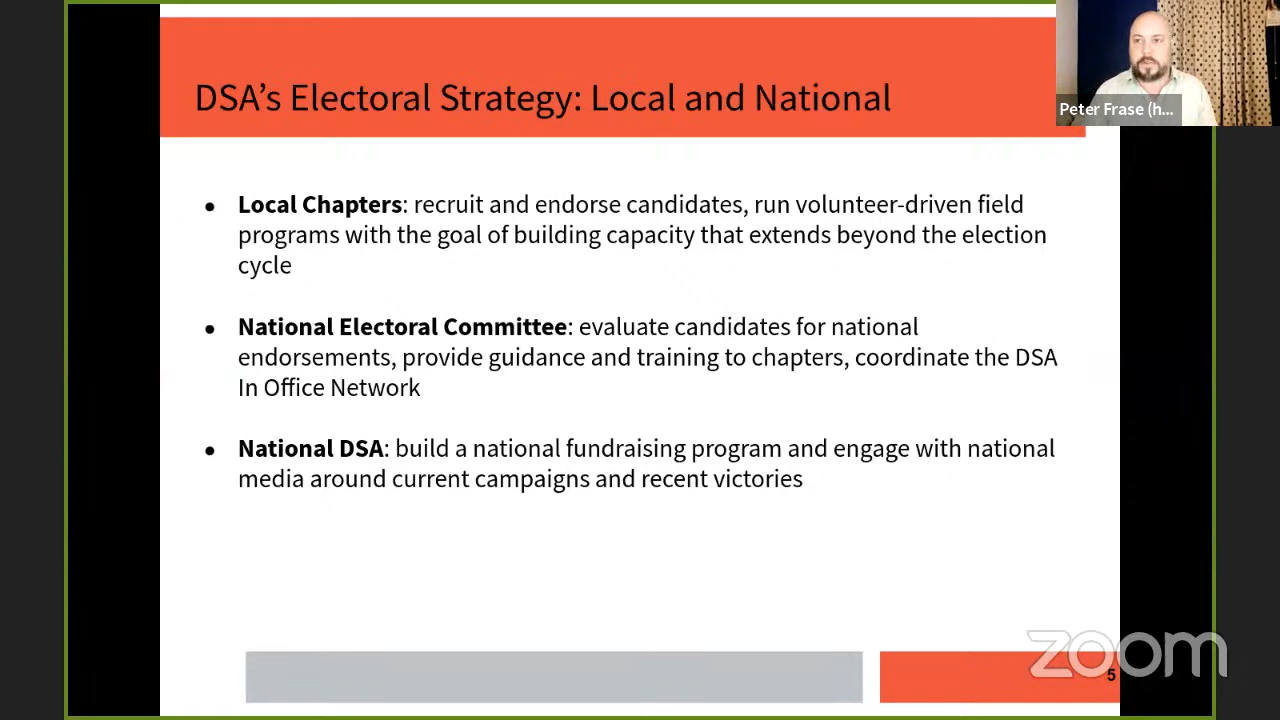 DSA’s Electoral Strategy: Local and National
Peter Frase (h...
● Local Chapters: recruit and endorse candidates, run volunteer-driven field
programs with the goal of building capacity that extends beyond the election
cycle
● National Electoral Committee: evaluate candidates for national
endorsements, provide guidance and training to chapters, coordinate the DSA
In Office Network
● National DSA: build a national fundraising program and engage with national
media around current campaigns and recent victories
zoom
5